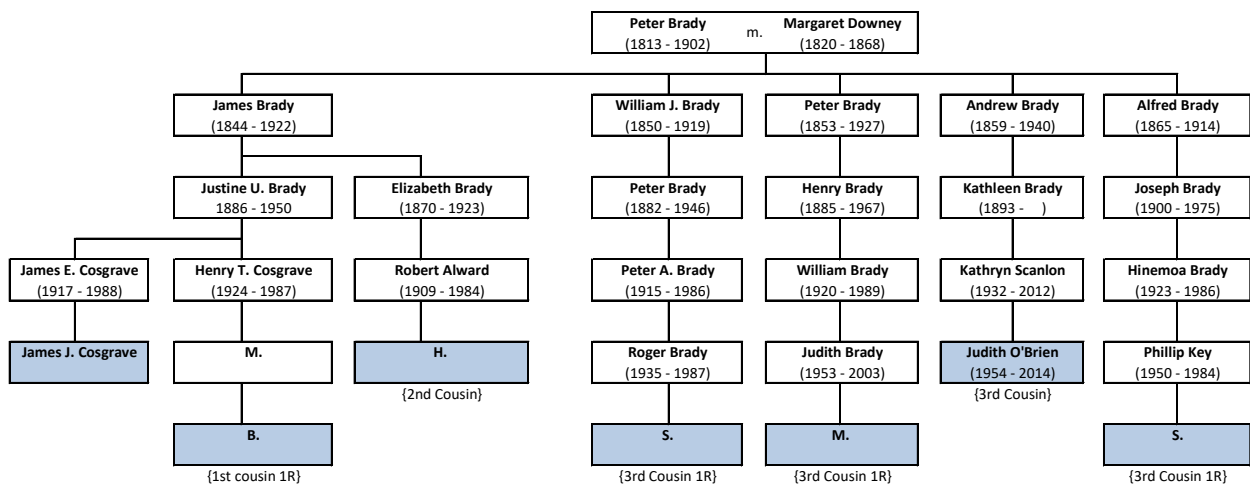 Peter Brady m. Margaret Downey
(1813 - 1902) (1820 - 1868)
James Brady William J. Brady Peter Brady Andrew Brady Alfred Brady
(1844 - 1922) (1850 - 1919) (1853 - 1927) (1859 - 1940) (1865 - 1914)
Justine U. Brady Elizabeth Brady Peter Brady Henry Brady Kathleen Brady Joseph Brady
1886 - 1950 (1870 - 1923) (1882 - 1946) (1885 - 1967) (1893 - ) (1900 - 1975)
James E. Cosgrave Henry T. Cosgrave Robert Alward Peter A. Brady William Brady Kathryn Scanlon Hinemoa Brady
(1917 - 1988) (1924 - 1987) (1909 - 1984) (1915 - 1986) (1920 - 1989) (1932 - 2012) (1923 - 1986)
James J. Cosgrave M. H. Roger Brady Judith Brady Judith O'Brien Phillip Key
(1935 - 1987) (1953 - 2003) (1954 - 2014) (1950 - 1984)
{2nd Cousin} {3rd Cousin}
B. S. M. S.
{1st cousin 1R} {3rd Cousin 1R} {3rd Cousin 1R} {3rd Cousin 1R}